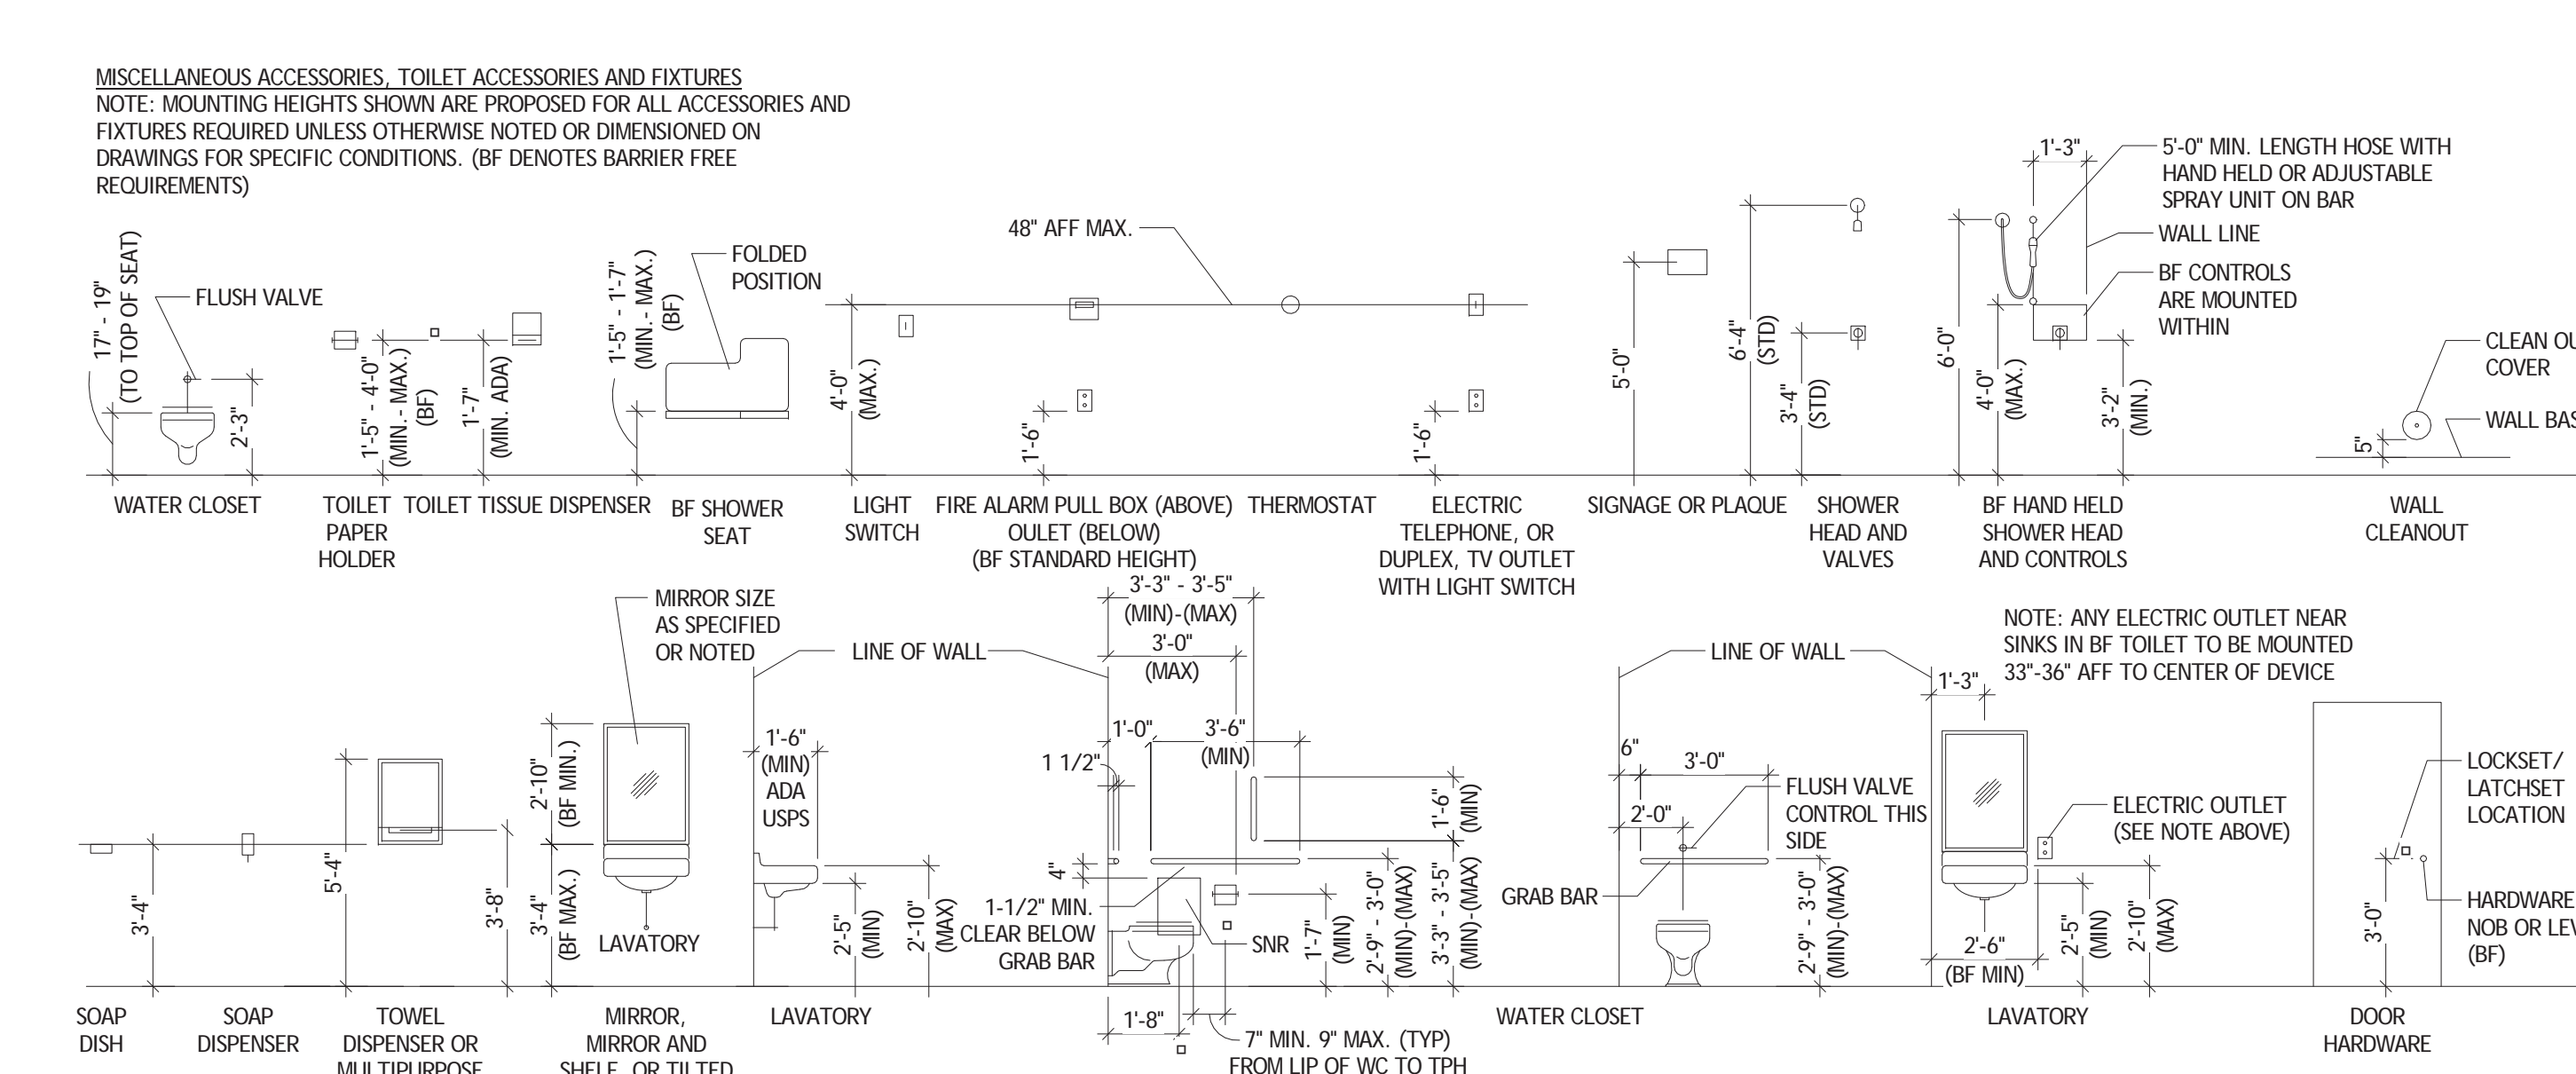 MISCELLANEOUS ACCESSORIES, TOILET ACCESSORIES AND FIXTURES
NOTE: MOUNTING HEIGHTS SHOWN ARE PROPOSED FOR ALL ACCESSORIES AND
FIXTURES REQUIRED UNLESS OTHERWISE NOTED OR DIMENSIONED ON
DRAWINGS FOR SPECIFIC CONDITIONS. (BF DENOTES BARRIER FREE
REQUIREMENTS)
17" - 19"
(TO TOP OF SEAT)
FLUSH VALVE
2'-3"
WATER CLOSET
1'-5" - 4'-0"
(MIN.- MAX.)
(BF)
TOILET
PAPER
HOLDER
1'-7"
(MIN. ADA)
TOILET TISSUE DISPENSER
1'-5" - 1'-7"
(MIN.- MAX.)
(BF)
FOLDED
POSITION
BF SHOWER
SEAT
48" AFF MAX.
4'-0"
(MAX.)
LIGHT
SWITCH
1'-6"
FIRE ALARM PULL BOX (ABOVE)
OULET (BELOW)
(BF STANDARD HEIGHT)
THERMOSTAT
1'-6"
ELECTRIC
TELEPHONE, OR
DUPLEX, TV OUTLET
WITH LIGHT SWITCH
5'-0"
SIGNAGE OR PLAQUE
6'-4"
(STD)
3'-4"
(STD)
SHOWER
HEAD AND
VALVES
1'-3"
5'-0" MIN. LENGTH HOSE WITH
HAND HELD OR ADJUSTABLE
SPRAY UNIT ON BAR
WALL LINE
BF CONTROLS
ARE MOUNTED
WITHIN
6'-0"
4'-0"
(MAX.)
3'-2"
(MIN.)
BF HAND HELD
SHOWER HEAD
AND CONTROLS
CLEAN OU
COVER
WALL BAS
5"
WALL
CLEANOUT
3'-4"
SOAP
DISH
SOAP
DISPENSER
5'-4"
3'-8"
TOWEL
DISPENSER OR
MULTIPURPOSE
MIRROR SIZE
AS SPECIFIED
OR NOTED
2'-10"
(BF MIN.)
3'-4"
(BF MAX.)
LAVATORY
MIRROR,
MIRROR AND
SHELF, OR TILTED
LINE OF WALL
1'-6"
(MIN)
ADA
USPS
2'-5"
(MIN)
2'-10"
(MAX)
LAVATORY
3'-3" - 3'-5"
(MIN)-(MAX)
3'-0"
(MAX)
1'-0"
3'-6"
(MIN)
1 1/2"
4"
1-1/2" MIN.
CLEAR BELOW
GRAB BAR
SNR
1'-7"
(MIN)
2'-9" - 3'-0"
(MIN)-(MAX)
1'-6"
(MIN)
3'-3" - 3'-5"
(MIN)-(MAX)
1'-8"
7" MIN. 9" MAX. (TYP)
FROM LIP OF WC TO TPH
WATER CLOSET
LINE OF WALL
6"
3'-0"
2'-0"
FLUSH VALVE
CONTROL THIS
SIDE
GRAB BAR
2'-9" - 3'-0"
(MIN)-(MAX)
NOTE: ANY ELECTRIC OUTLET NEAR
SINKS IN BF TOILET TO BE MOUNTED
33"-36" AFF TO CENTER OF DEVICE
1'-3"
ELECTRIC OUTLET
(SEE NOTE ABOVE)
2'-6"
(BF MIN)
2'-5"
(MIN)
2'-10"
(MAX)
LAVATORY
LOCKSET/
LATCHSET
LOCATION
3'-0"
HARDWARE
NOB OR LEV
(BF)
DOOR
HARDWARE